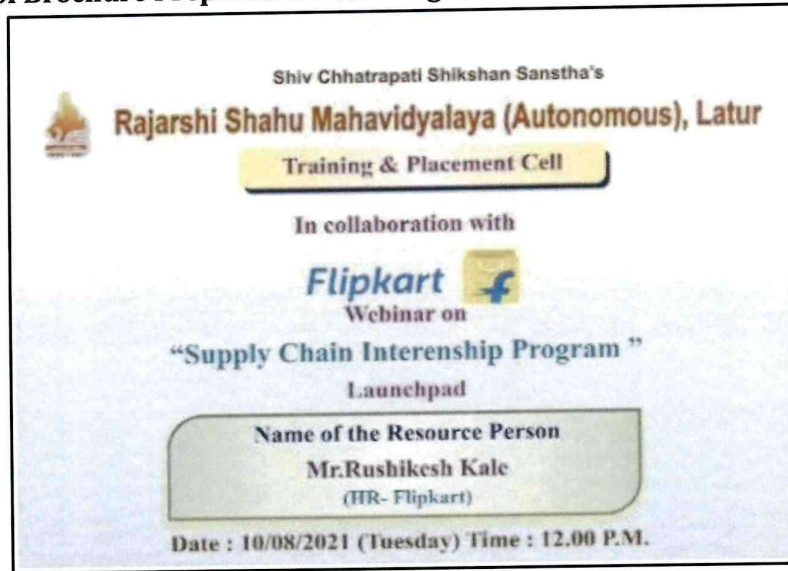 Shiv Chhatrapati Shikshan Sanstha's
Rajarshi Shahu Mahavidyalaya (Autonomous), Latur
Training & Placement Cell
In collaboration with
Flipkart
Webinar on
“Supply Chain Interenship Program ”
Launchpad
Name of the Resource Person
Mr.Rushikesh Kale
(HR- Flipkart)
Date : 10/08/2021 (Tuesday) Time : 12.00 P.M.